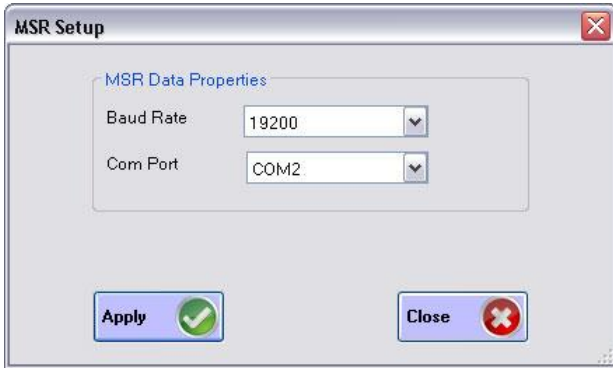 MSR Setup
MSR Data Properties
Baud Rate 19200
Com Port COM2
Apply Close